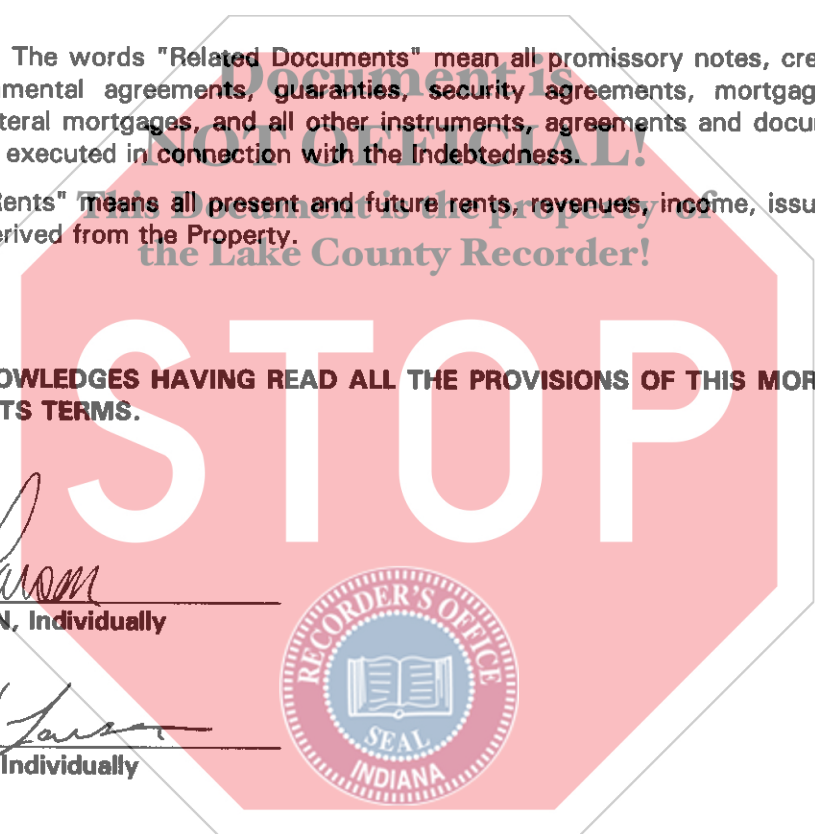 The words "Related Documents" mean all promissory notes, cre
mental agreements, guaranties, security agreements, mortgag
teral mortgages, and all other instruments, agreements and docu
executed in connection with the Indebtedness.
Rents" means all present and future rents, revenues, income, issu
erived from the Property.
Document is
NOT OFFICIAL!
This Document is the property of
the Lake County Recorder!
OWLEDGES HAVING READ ALL THE PROVISIONS OF THIS MOR
TS TERMS.
STOP
N, Individually
Larson
Individually
RECORDER'S OFFICE
SEAL
INDIANA